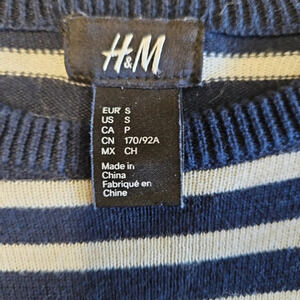 H&M
EUR S
US S
CA P
CN 170/92A
MX CH
Made in
China
Fabriqué en
Chine